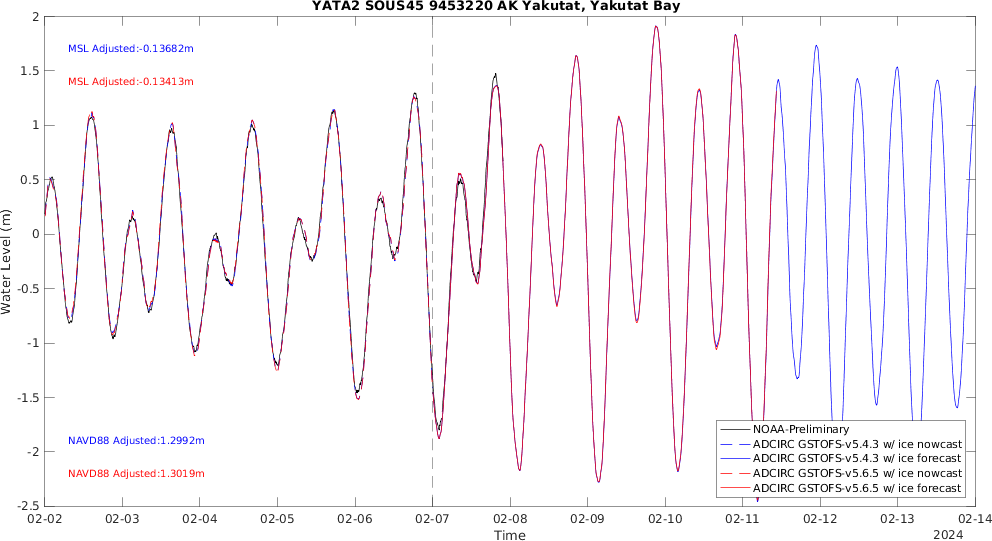 YATA2 SOUS45 9453220 AK Yakutat, Yakutat Bay
2
1.5
1
0.5
0
-0.5
-1
-1.5
-2
-2.5
Water Level (m)
MSL Adjusted:-0.13682m
MSL Adjusted:-0.13413m
NAVD88 Adjusted:1.2992m
NAVD88 Adjusted:1.3019m
NOAA-Preliminary
ADCIRC GSTOFS-v5.4.3 w/ ice nowcast
ADCIRC GSTOFS-v5.4.3 w/ ice forecast
ADCIRC GSTOFS-v5.6.5 w/ ice nowcast
ADCIRC GSTOFS-v5.6.5 w/ ice forecast
02-02 02-03 02-04 02-05 02-06 02-07 02-08 02-09 02-10 02-11 02-12 02-13 02-14
Time
2024